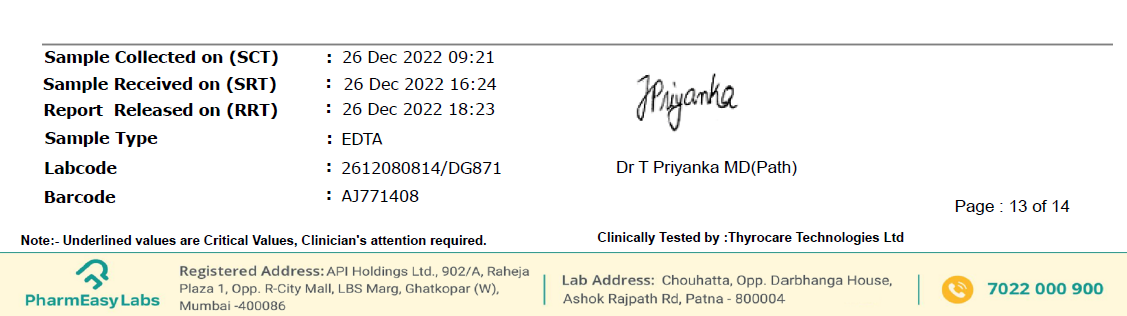 Sample Collected on (SCT) : 26 Dec 2022 09:21
Sample Received on (SRT) : 26 Dec 2022 16:24
Report Released on (RRT) : 26 Dec 2022 18:23
Sample Type : EDTA
Labcode : 2612080814/DG871
Barcode : AJ771408
JPriyanka
Dr T Priyanka MD(Path)
Page : 13 of 14
Note:- Underlined values are Critical Values, Clinician's attention required.
Clinically Tested by :Thyrocare Technologies Ltd
PharmEasy Labs
Registered Address: API Holdings Ltd., 902/A, Raheja
Plaza 1, Opp. R-City Mall, LBS Marg, Ghatkopar (W),
Mumbai -400086
Lab Address: Chouhatta, Opp. Darbhanga House,
Ashok Rajpath Rd, Patna - 800004
7022 000 900